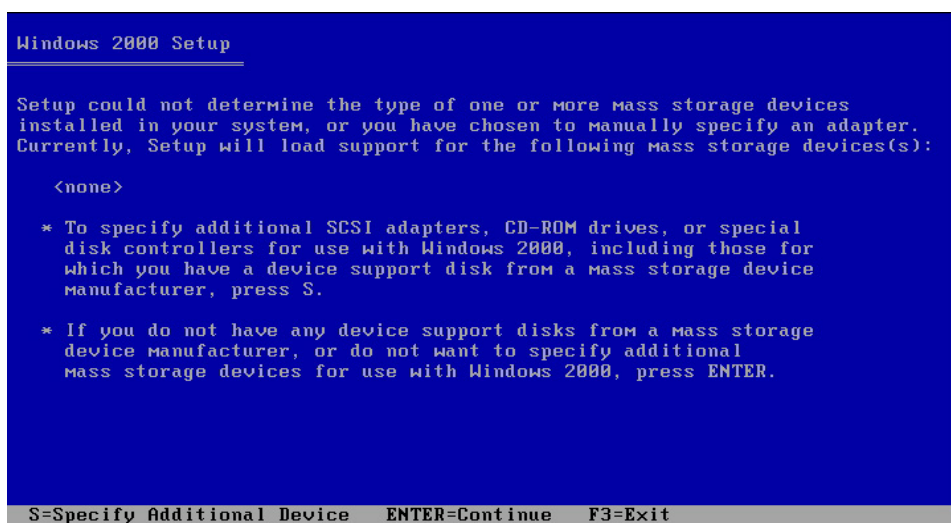 Windows 2000 Setup
Setup could not determine the type of one or more mass storage devices
installed in your system, or you have chosen to manually specify an adapter.
Currently, Setup will load support for the following mass storage devices(s):
<none>
* To specify additional SCSI adapters, CD-ROM drives, or special
disk controllers for use with Windows 2000, including those for
which you have a device support disk from a mass storage device
manufacturer, press S.
* If you do not have any device support disks from a mass storage
device manufacturer, or do not want to specify additional
mass storage devices for use with Windows 2000, press ENTER.
S=Specify Additional Device ENTER=Continue F3=Exit